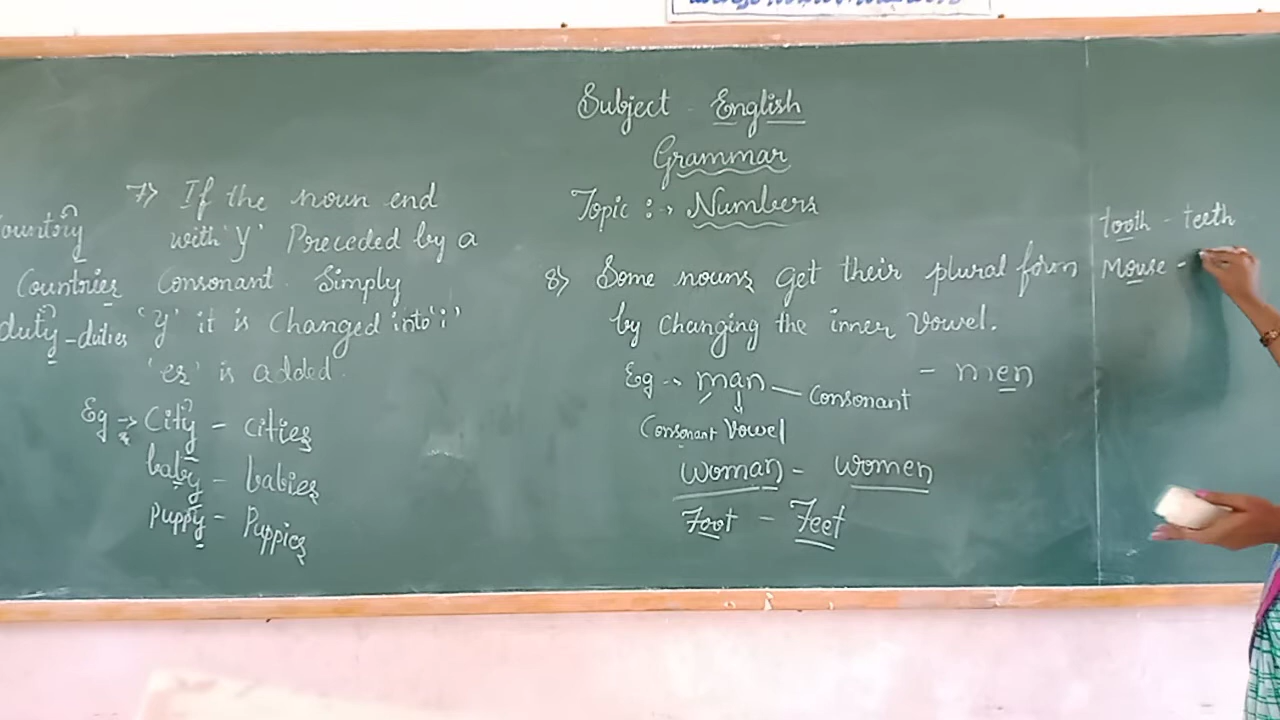 Subject - English
Grammar
Topic :→ Numbers
7) If the noun end
with 'y' Preceded by a
Consonant. Simply
'y' it is Changed into 'i'
'es' is added.
Eg → City - cities
baby - babies
Puppy - Puppies
Countries
duty - duties
8) Some nouns get their plural form
by changing the inner Vowel.
Eg → man - men
Consonant
Consonant Vowel
Woman - women
Foot - Feet
tooth - teeth
Mouse -